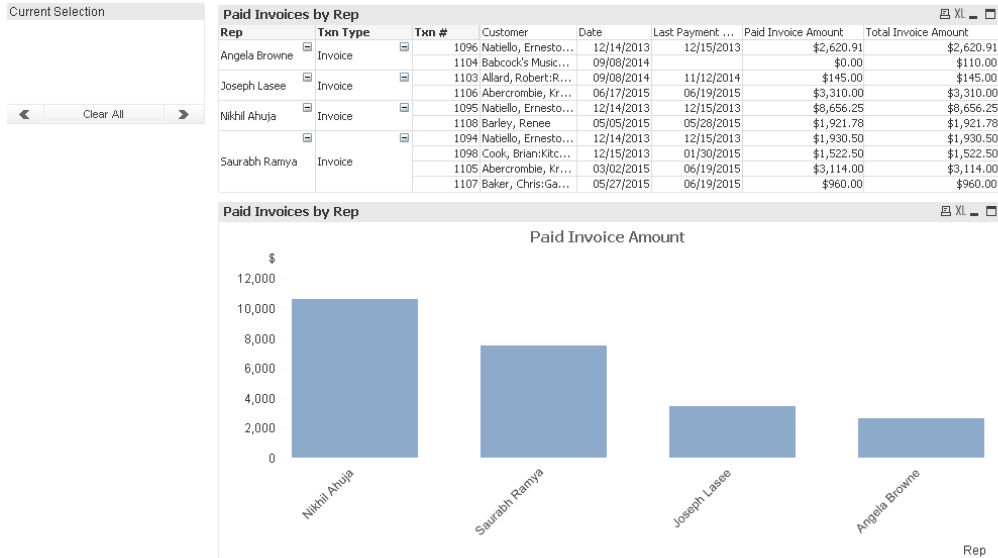 Current Selection
Clear All
Paid Invoices by Rep
XL
Rep Txn Type Txn # Customer Date Last Payment ... Paid Invoice Amount Total Invoice Amount
Angela Browne Invoice 1096 Natiello, Ernesto... 12/14/2013 12/15/2013 $2,620.91 $2,620.91
1104 Babcock's Music... 09/08/2014 $0.00 $110.00
Joseph Lasee Invoice 1103 Allard, Robert:R... 09/08/2014 11/12/2014 $145.00 $145.00
1106 Abercrombie, Kr... 06/17/2015 06/19/2015 $3,310.00 $3,310.00
Nikhil Ahuja Invoice 1095 Natiello, Ernesto... 12/14/2013 12/15/2013 $8,656.25 $8,656.25
1108 Barley, Renee 05/05/2015 05/28/2015 $1,921.78 $1,921.78
Saurabh Ramya Invoice 1094 Natiello, Ernesto... 12/14/2013 12/15/2013 $1,930.50 $1,930.50
1098 Cook, Brian:Kitc... 12/15/2013 01/30/2015 $1,522.50 $1,522.50
1105 Abercrombie, Kr... 03/02/2015 06/19/2015 $3,114.00 $3,114.00
1107 Baker, Chris:Ga... 05/27/2015 06/19/2015 $960.00 $960.00
Paid Invoices by Rep
XL
Paid Invoice Amount
$
12,000
10,000
8,000
6,000
4,000
2,000
0
Nikhil Ahuja
Saurabh Ramya
Joseph Lasee
Angela Browne
Rep